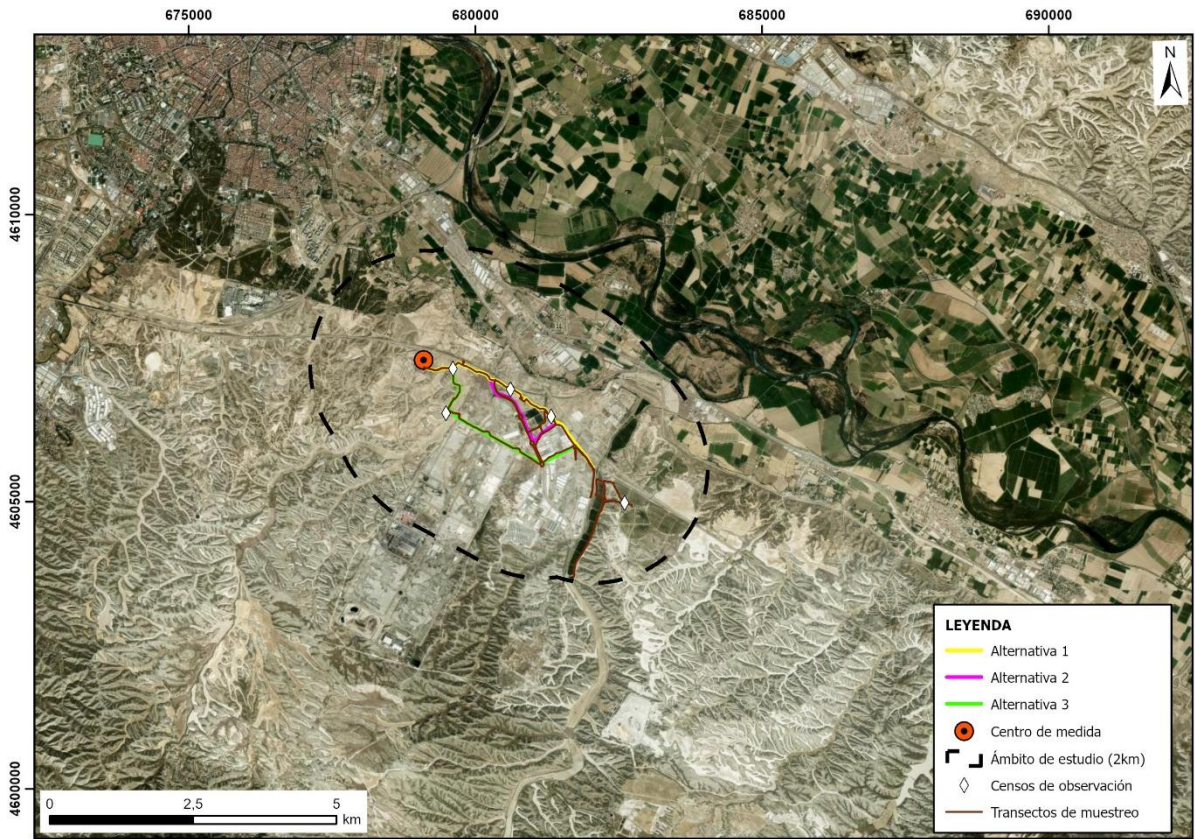 675000
680000
685000
690000
N
4610000
4605000
4600000
LEYENDA
Alternativa 1
Alternativa 2
Alternativa 3
Centro de medida
Ámbito de estudio (2km)
Censos de observación
Transectos de muestreo
0
2,5
5
km